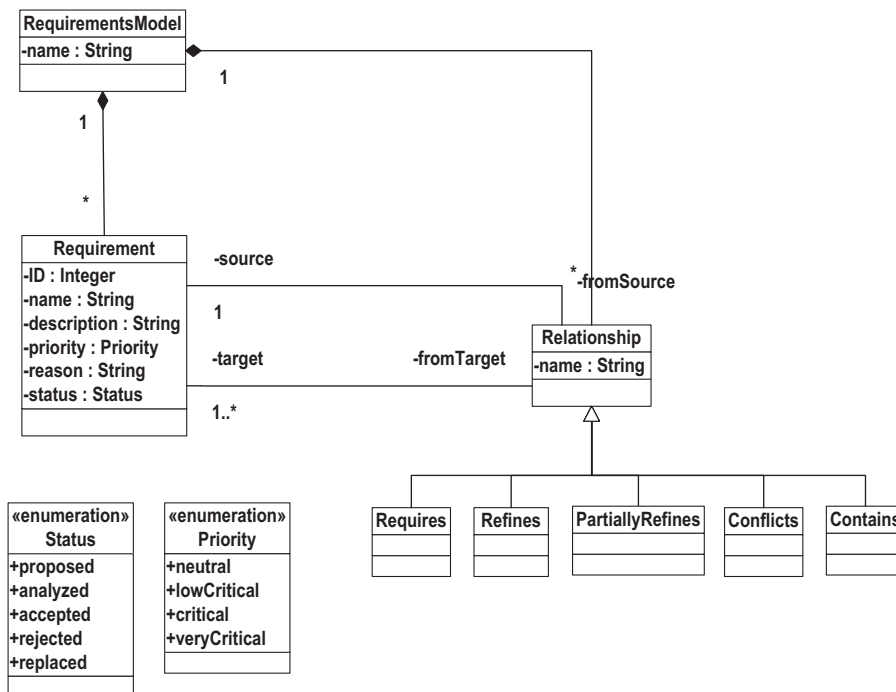 RequirementsModel
-name : String
1
1
*
Requirement
-ID : Integer
-name : String
-description : String
-priority : Priority
-reason : String
-status : Status
-source
1
-target
1..*
*
-fromSource
-fromTarget
Relationship
-name : String
«enumeration»
Status
+proposed
+analyzed
+accepted
+rejected
+replaced
«enumeration»
Priority
+neutral
+lowCritical
+critical
+veryCritical
Requires
Refines
PartiallyRefines
Conflicts
Contains